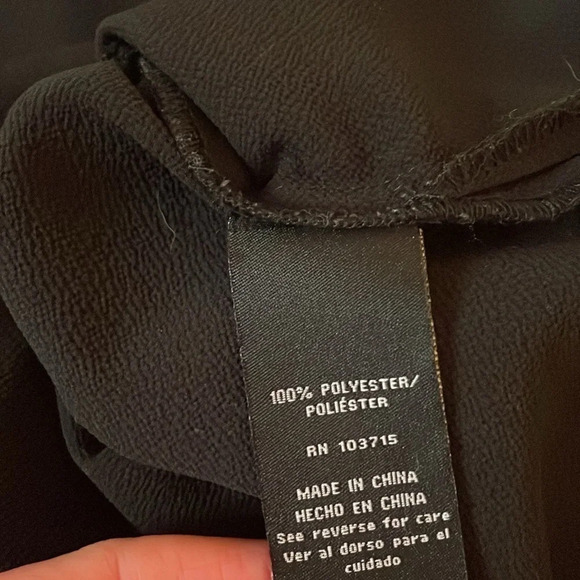 100% POLYESTER/
POLIÉSTER
RN 103715
MADE IN CHINA
HECHO EN CHINA
See reverse for care
Ver al dorso para el
cuidado